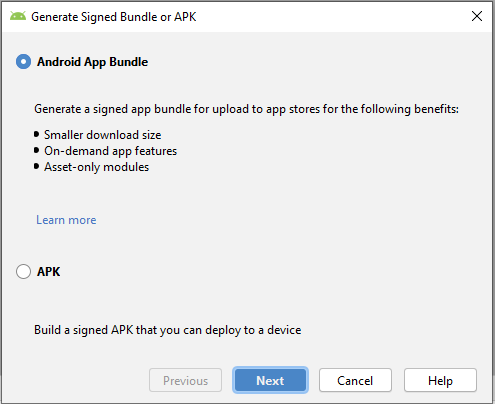 Generate Signed Bundle or APK
Android App Bundle
Generate a signed app bundle for upload to app stores for the following benefits:
• Smaller download size
• On-demand app features
• Asset-only modules
Learn more
APK
Build a signed APK that you can deploy to a device
Previous Next Cancel Help